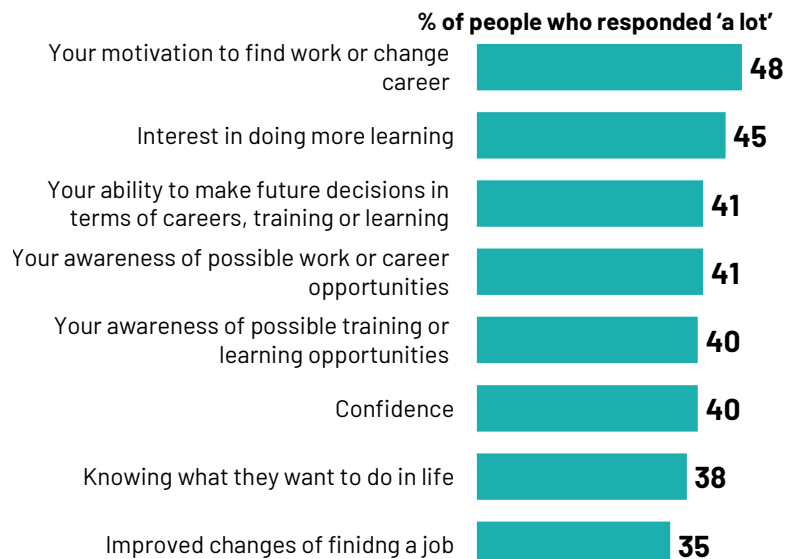 % of people who responded ‘a lot’
Your motivation to find work or change
career
48
Interest in doing more learning
45
Your ability to make future decisions in
terms of careers, training or learning
41
Your awareness of possible work or career
opportunities
41
Your awareness of possible training or
learning opportunities
40
Confidence
40
Knowing what they want to do in life
38
Improved changes of finidng a job
35